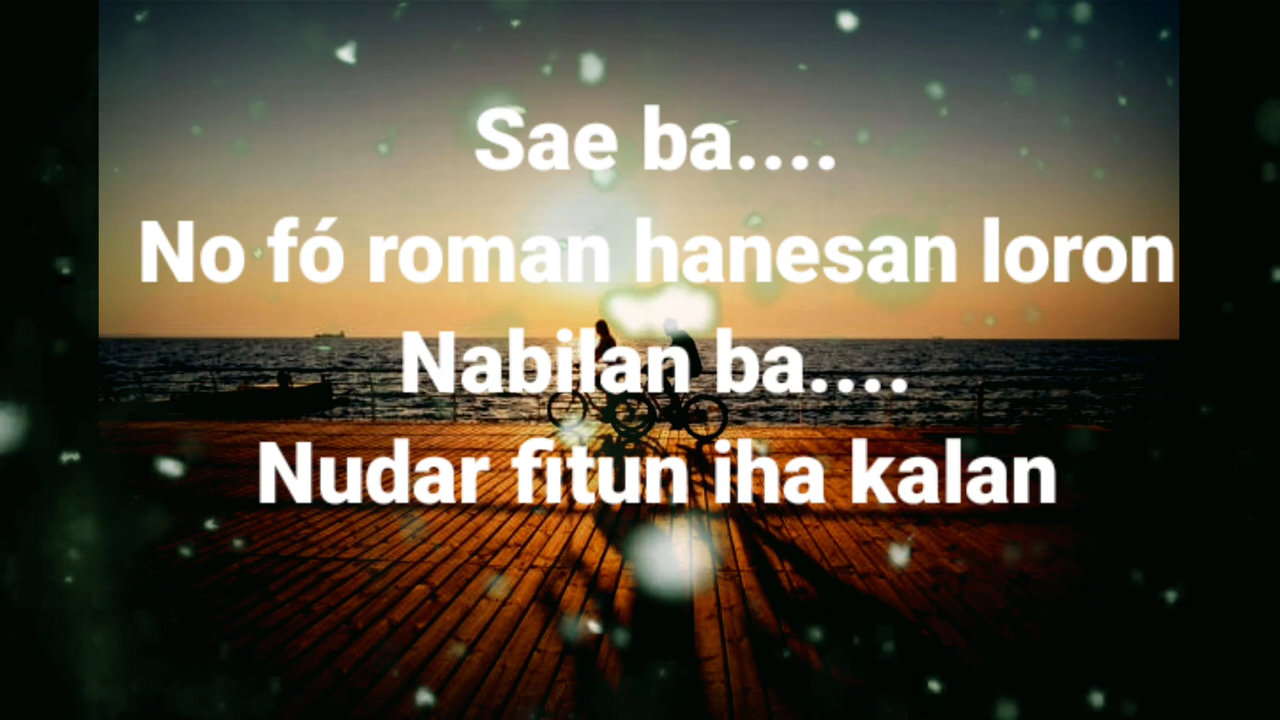 Sae ba....
No fó roman hanesan loron
Nabilan ba....
Nudar fitun iha kalan